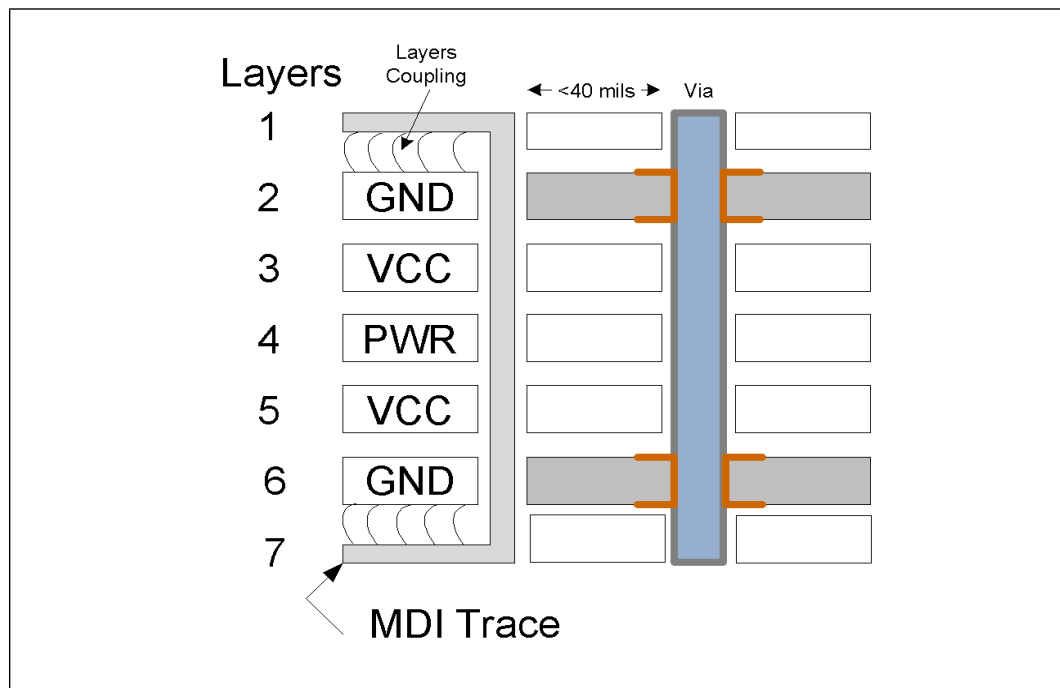 Layers
Layers
Coupling
<40 mils
Via
1
2
GND
3
VCC
4
PWR
5
VCC
6
GND
7
MDI Trace